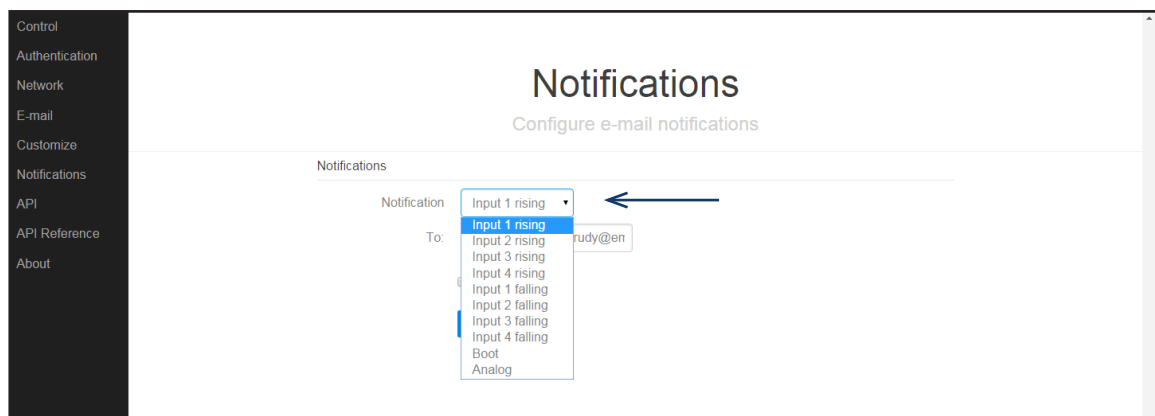 Control
Authentication
Network
E-mail
Customize
Notifications
API
API Reference
About
Notifications
Configure e-mail notifications
Notifications
Notification
Input 1 rising
To:
rudy@em
Input 1 rising
Input 2 rising
Input 3 rising
Input 4 rising
Input 1 falling
Input 2 falling
Input 3 falling
Input 4 falling
Boot
Analog